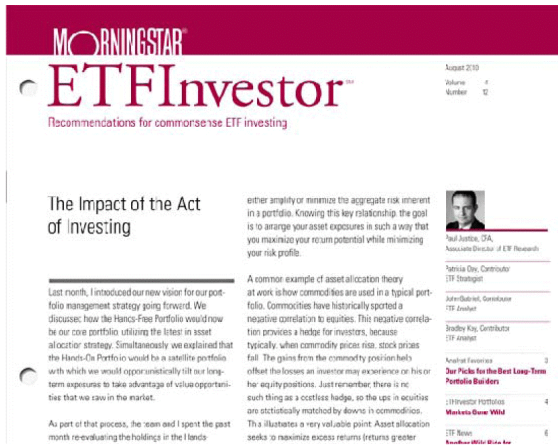 MORNINGSTAR®
ETFInvestor℠
Recommendations for commonsense ETF investing
August 2010
Volume 4
Number 12
The Impact of the Act
of Investing
Last month, I introduced our new vision for our port-
folio management strategy going forward. We
discussed how the Hands-Free Portfolio would now
be our core portfolio, utilizing the latest in asset
allocation strategy. Simultaneously we explained that
the Hands-On Portfolio would be a satellite portfolio
with which we would opportunistically tilt our long-
term exposures to take advantage of value opportuni-
ties that we saw in the market.
As part of that process, the team and I spent the past
month re-evaluating the holdings in the Hands-
either amplify or minimize the aggregate risk inherent
in a portfolio. Knowing this key relationship, the goal
is to arrange your asset exposures in such a way that
you maximize your return potential while minimizing
your risk profile.
A common example of asset allocation theory
at work is how commodities are used in a typical port-
folio. Commodities have historically sported a
negative correlation to equities. This negative correla-
tion provides a hedge for investors, because
typically, when commodity prices rise, stock prices
fall. The gains from the commodity position help
offset the losses an investor may experience on his or
her equity positions. Just remember, there is no
such thing as a costless hedge, so the ups in equities
are statistically matched by downs in commodities.
This illustrates a very valuable point: Asset allocation
seeks to maximize excess returns (returns greater
Paul Justice, CFA,
Associate Director of ETF Research
Patricia Oey, Contributor
ETF Strategist
John Gabriel, Contributor
ETF Analyst
Bradley Kay, Contributor
ETF Analyst
Analyst Favorites 3
Our Picks for the Best Long-Term
Portfolio Builders
ETFInvestor Portfolios 4
Markets Gone Wild
ETF News 6
Another Wild Ride for